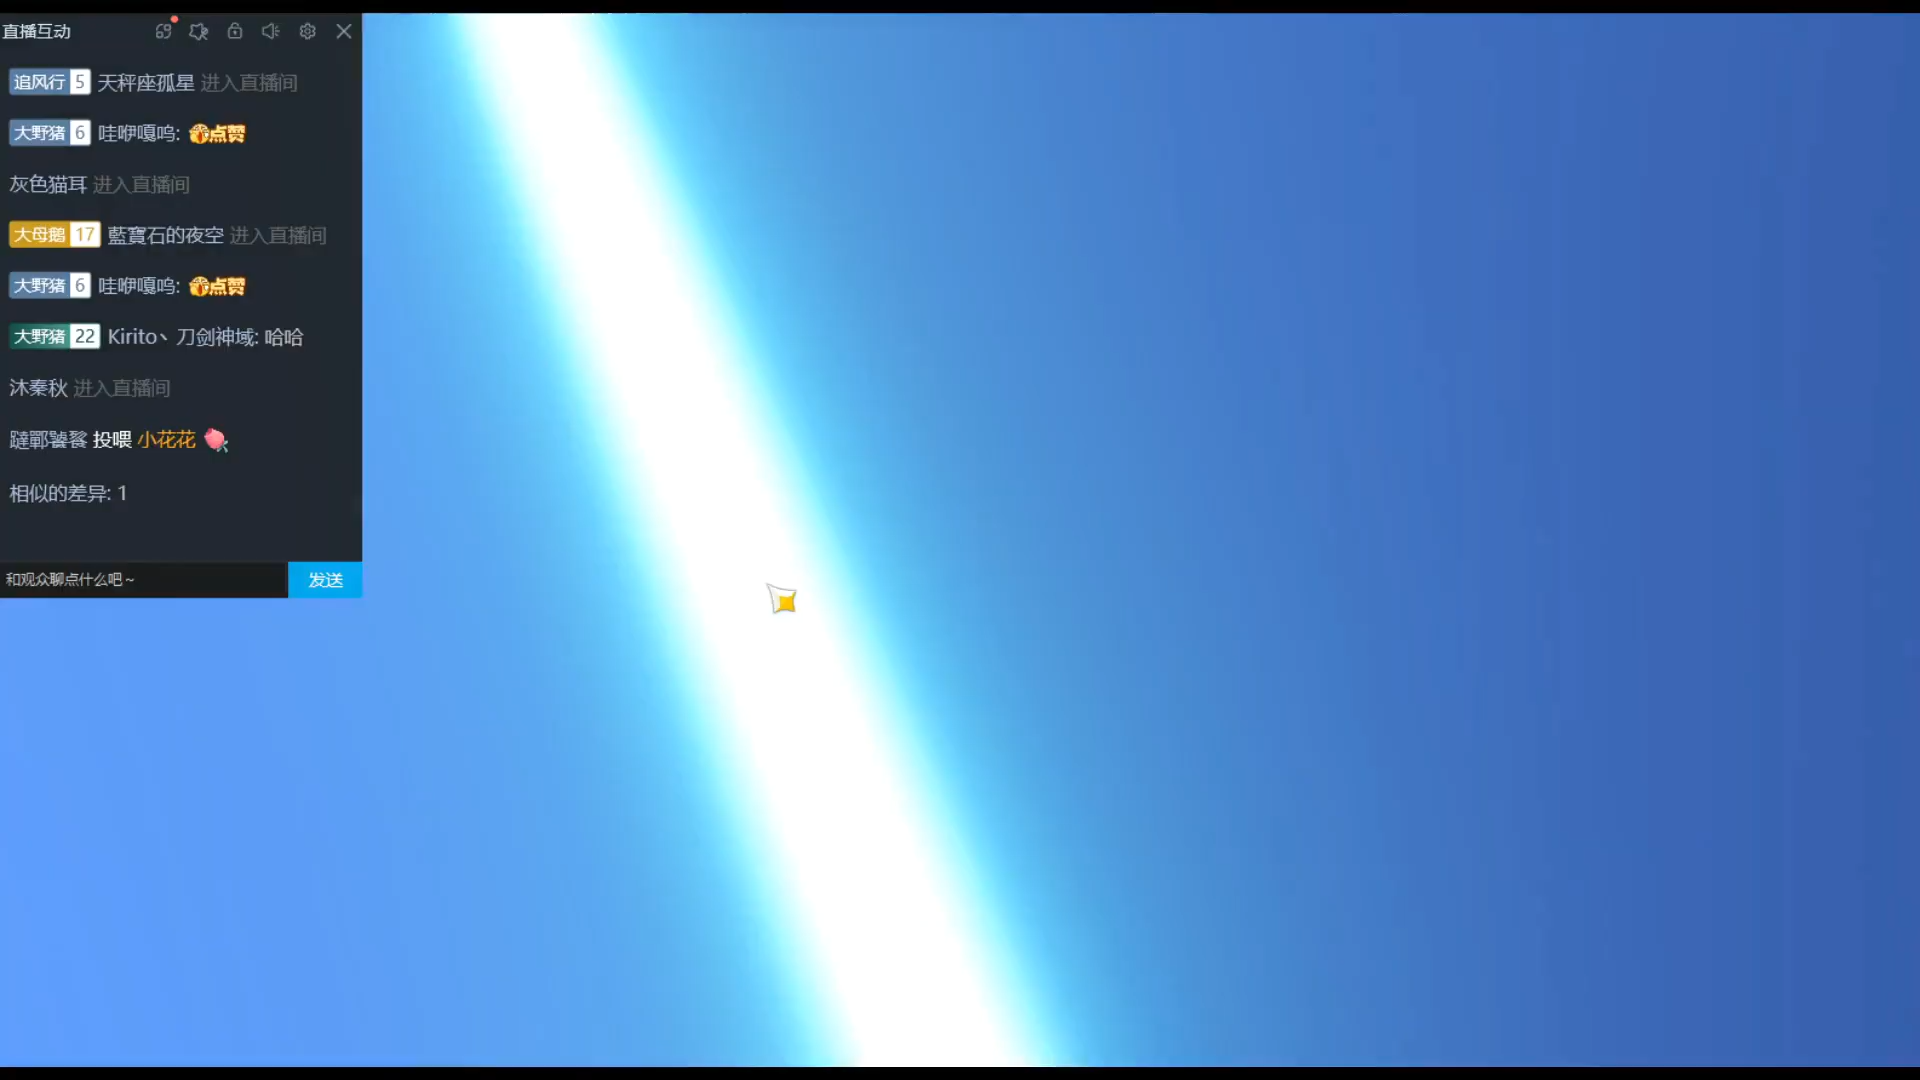 直播互动
追风行 5 天秤座孤星 进入直播间
大野猪 6 哇咿嘎呜: 点赞
灰色猫耳 进入直播间
大母鹅 17 藍寶石的夜空 进入直播间
大野猪 6 哇咿嘎呜: 点赞
大野猪 22 Kirito丶刀剑神域: 哈哈
沐秦秋 进入直播间
投喂 小花花
相似的差异: 1
和观众聊点什么吧~
发送